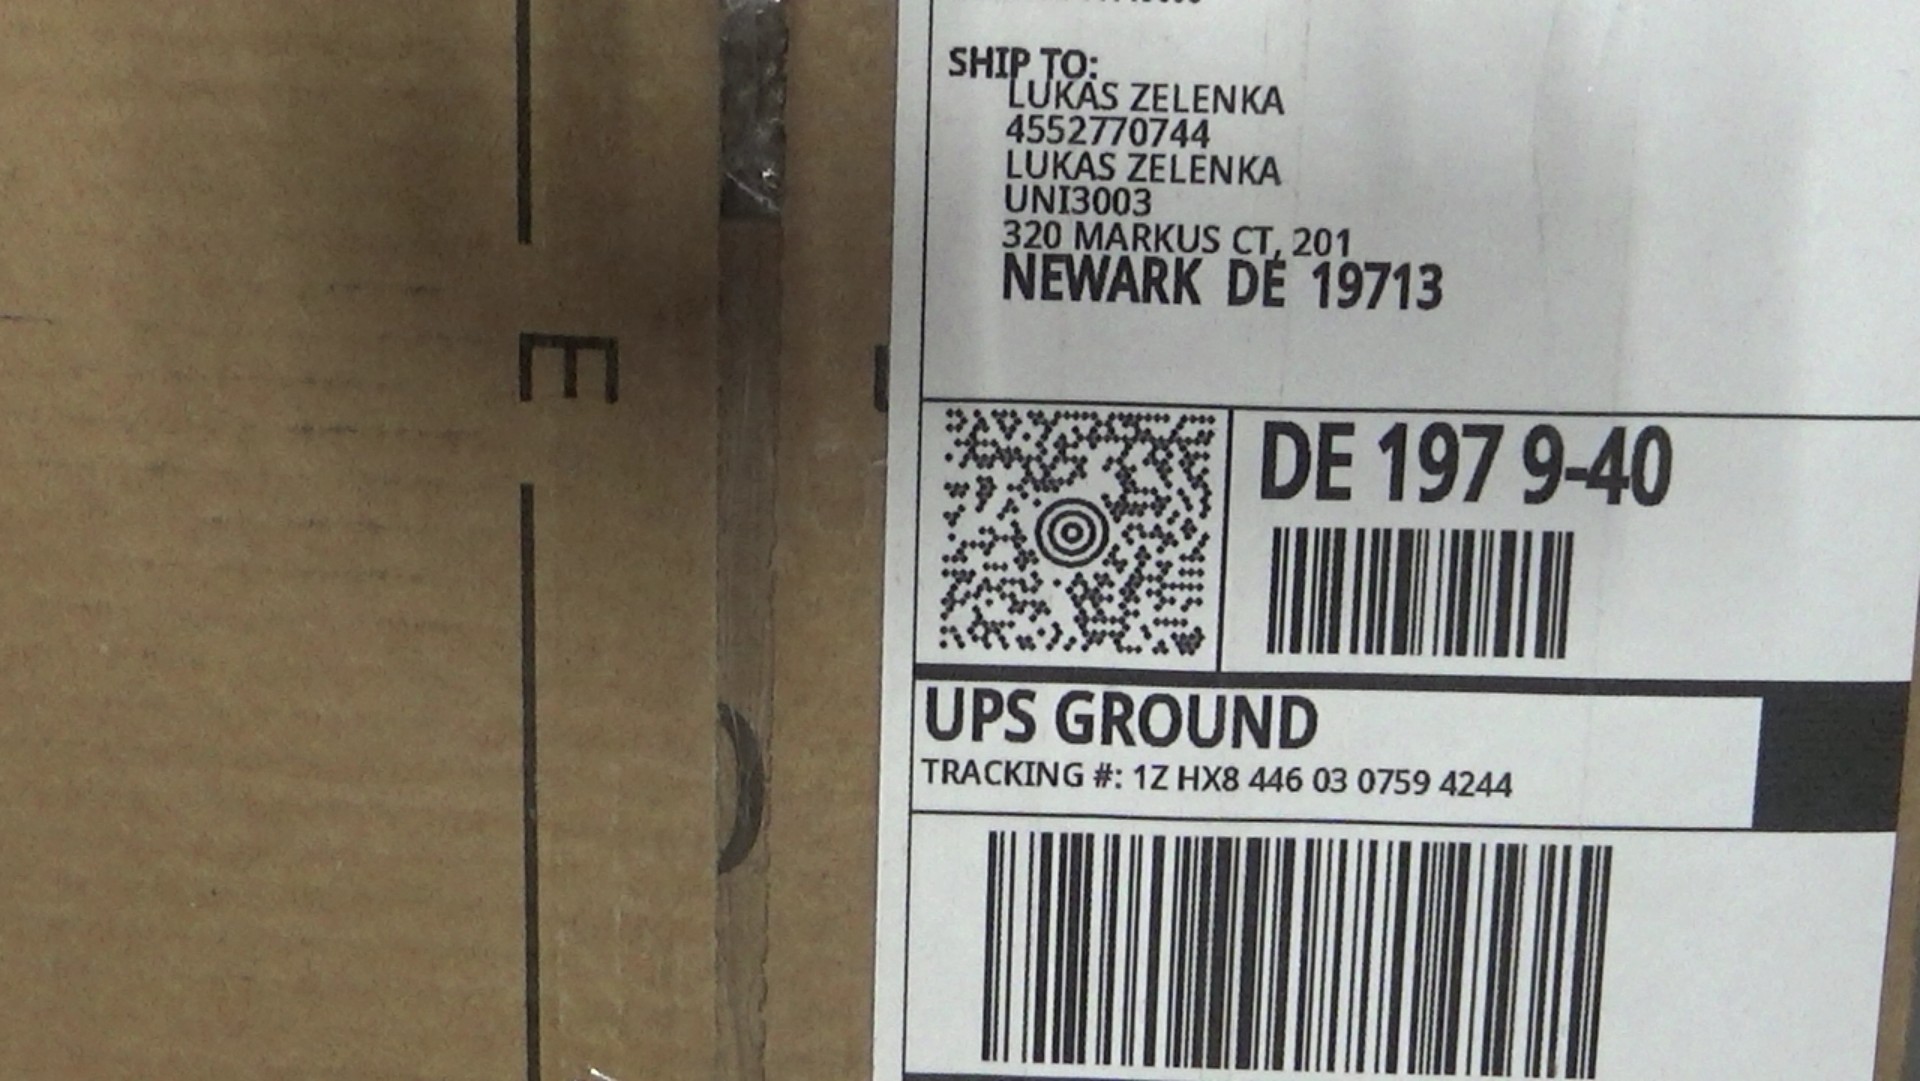 SHIP TO:
LUKAS ZELENKA
4552770744
LUKAS ZELENKA
UNI3003
320 MARKUS CT, 201
NEWARK DE 19713
DE 197 9-40
UPS GROUND
TRACKING #: 1Z HX8 446 03 0759 4244
E